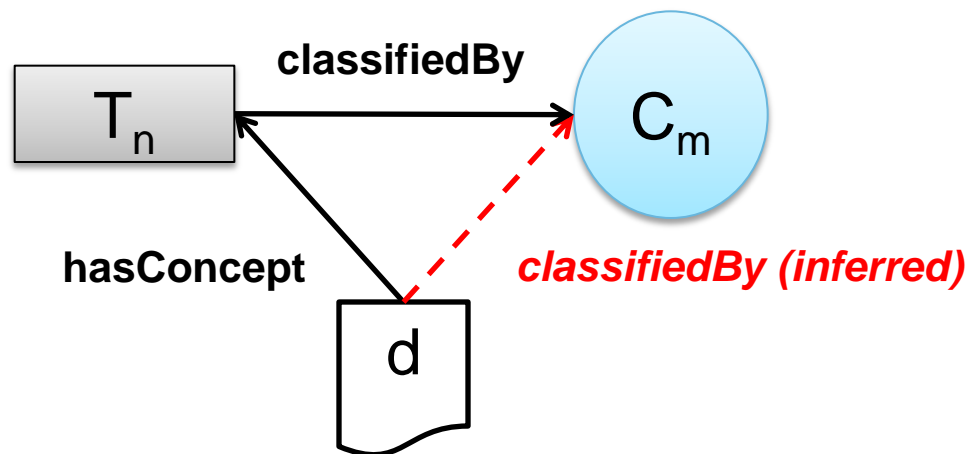 classifiedBy
Tn
Cm
hasConcept
classifiedBy (inferred)
d